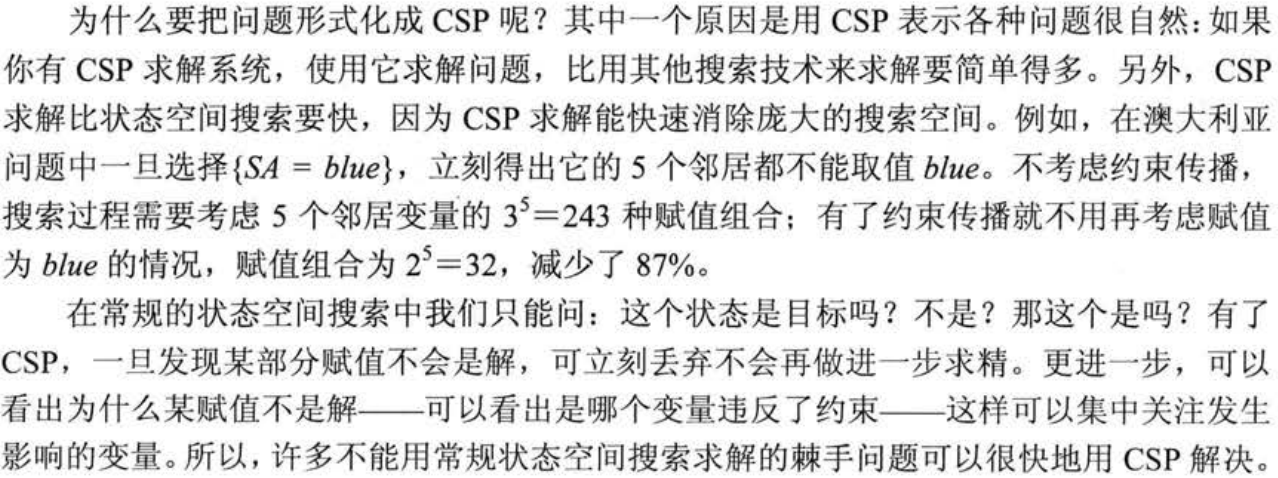 为什么要把问题形式化成 CSP 呢？其中一个原因是用 CSP 表示各种问题很自然：如果
你有 CSP 求解系统，使用它求解问题，比用其他搜索技术来求解要简单得多。另外，CSP
求解比状态空间搜索要快，因为 CSP 求解能快速消除庞大的搜索空间。例如，在澳大利亚
问题中一旦选择{SA = blue}，立刻得出它的 5 个邻居都不能取值 blue。不考虑约束传播，
搜索过程需要考虑 5 个邻居变量的 3⁵＝243 种赋值组合；有了约束传播就不用再考虑赋值
为 blue 的情况，赋值组合为 2⁵＝32，减少了 87%。
在常规的状态空间搜索中我们只能问：这个状态是目标吗？不是？那这个是吗？有了
CSP，一旦发现某部分赋值不会是解，可立刻丢弃不会再做进一步求精。更进一步，可以
看出为什么某赋值不是解——可以看出是哪个变量违反了约束——这样可以集中关注发生
影响的变量。所以，许多不能用常规状态空间搜索求解的棘手问题可以很快地用 CSP 解决。